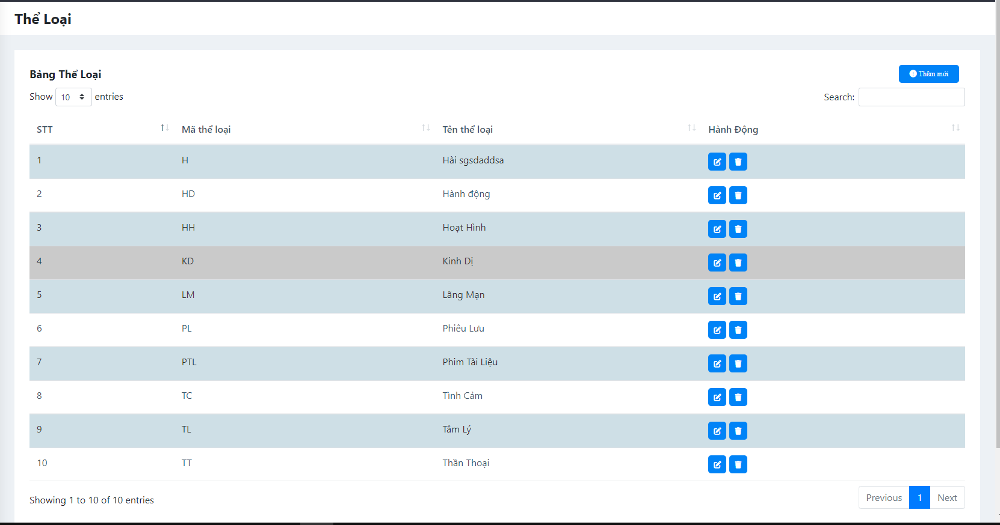 Thể Loại
Bảng Thể Loại
Thêm mới
Show 10 entries
Search:
STT Mã thể loại Tên thể loại Hành Động
1 H Hài sgsdaddsa
2 HD Hành động
3 HH Hoạt Hình
4 KD Kinh Dị
5 LM Lãng Mạn
6 PL Phiêu Lưu
7 PTL Phim Tài Liệu
8 TC Tình Cảm
9 TL Tâm Lý
10 TT Thần Thoại
Showing 1 to 10 of 10 entries
Previous 1 Next